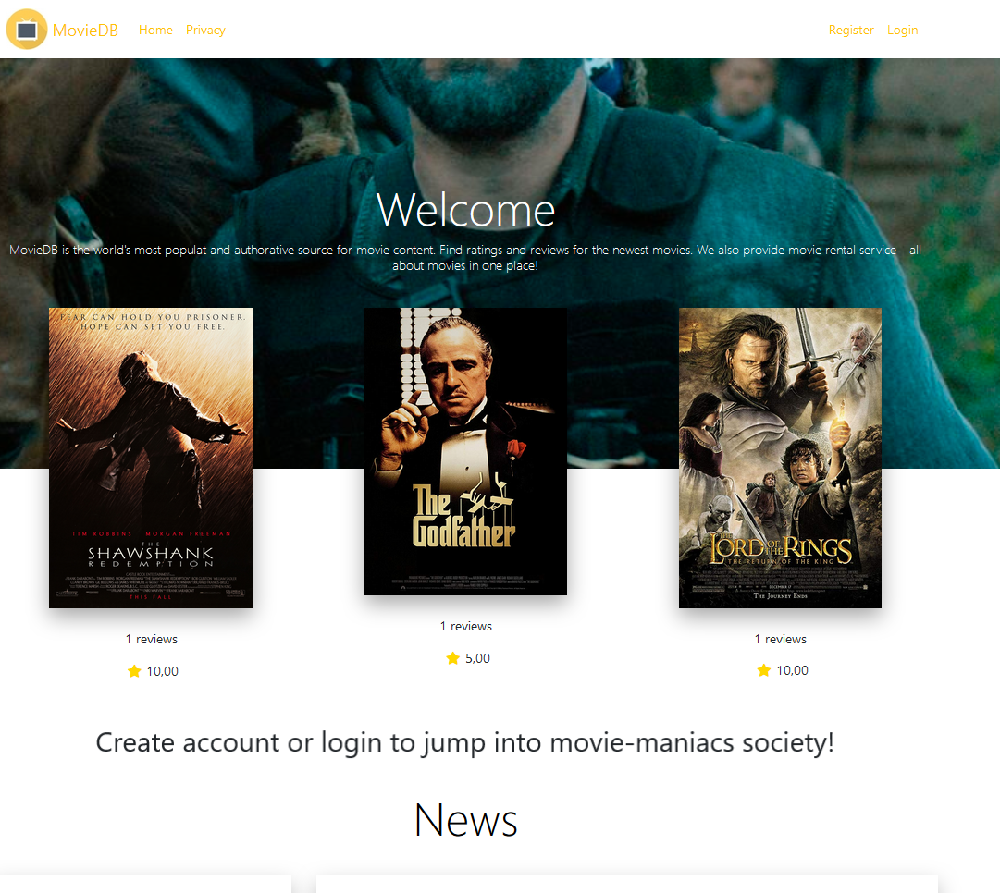 MovieDB Home Privacy Register Login
Welcome
MovieDB is the world's most populat and authorative source for movie content. Find ratings and reviews for the newest movies. We also provide movie rental service - all
about movies in one place!
FEAR CAN HOLD YOU PRISONER.
HOPE CAN SET YOU FREE.
TIM ROBBINS MORGAN FREEMAN
THE
SHAWSHANK
REDEMPTION
THIS FALL
The
Godfather
THE LORD OF THE RINGS
THE RETURN OF THE KING
DECEMBER 17
THE JOURNEY ENDS
1 reviews
10,00
1 reviews
5,00
1 reviews
10,00
Create account or login to jump into movie-maniacs society!
News